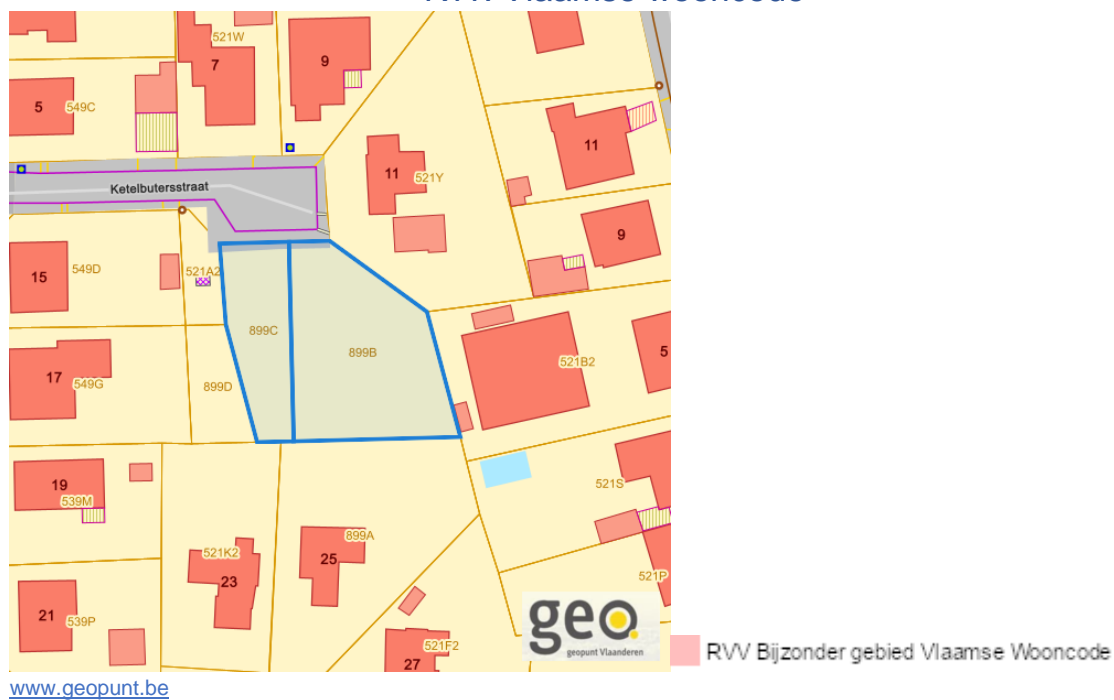 RVV Vlaamse wooncode
521W
7
9
5
549C
11
11
521Y
Ketelbutersstraat
9
15
549D
521A2
899C
899B
521B2
5
17
549G
899D
19
539M
521S
899A
521K2
25
23
521P
21
539P
geo
geopunt Vlaanderen
521F2
27
RVV Bijzonder gebied Vlaamse Wooncode
www.geopunt.be